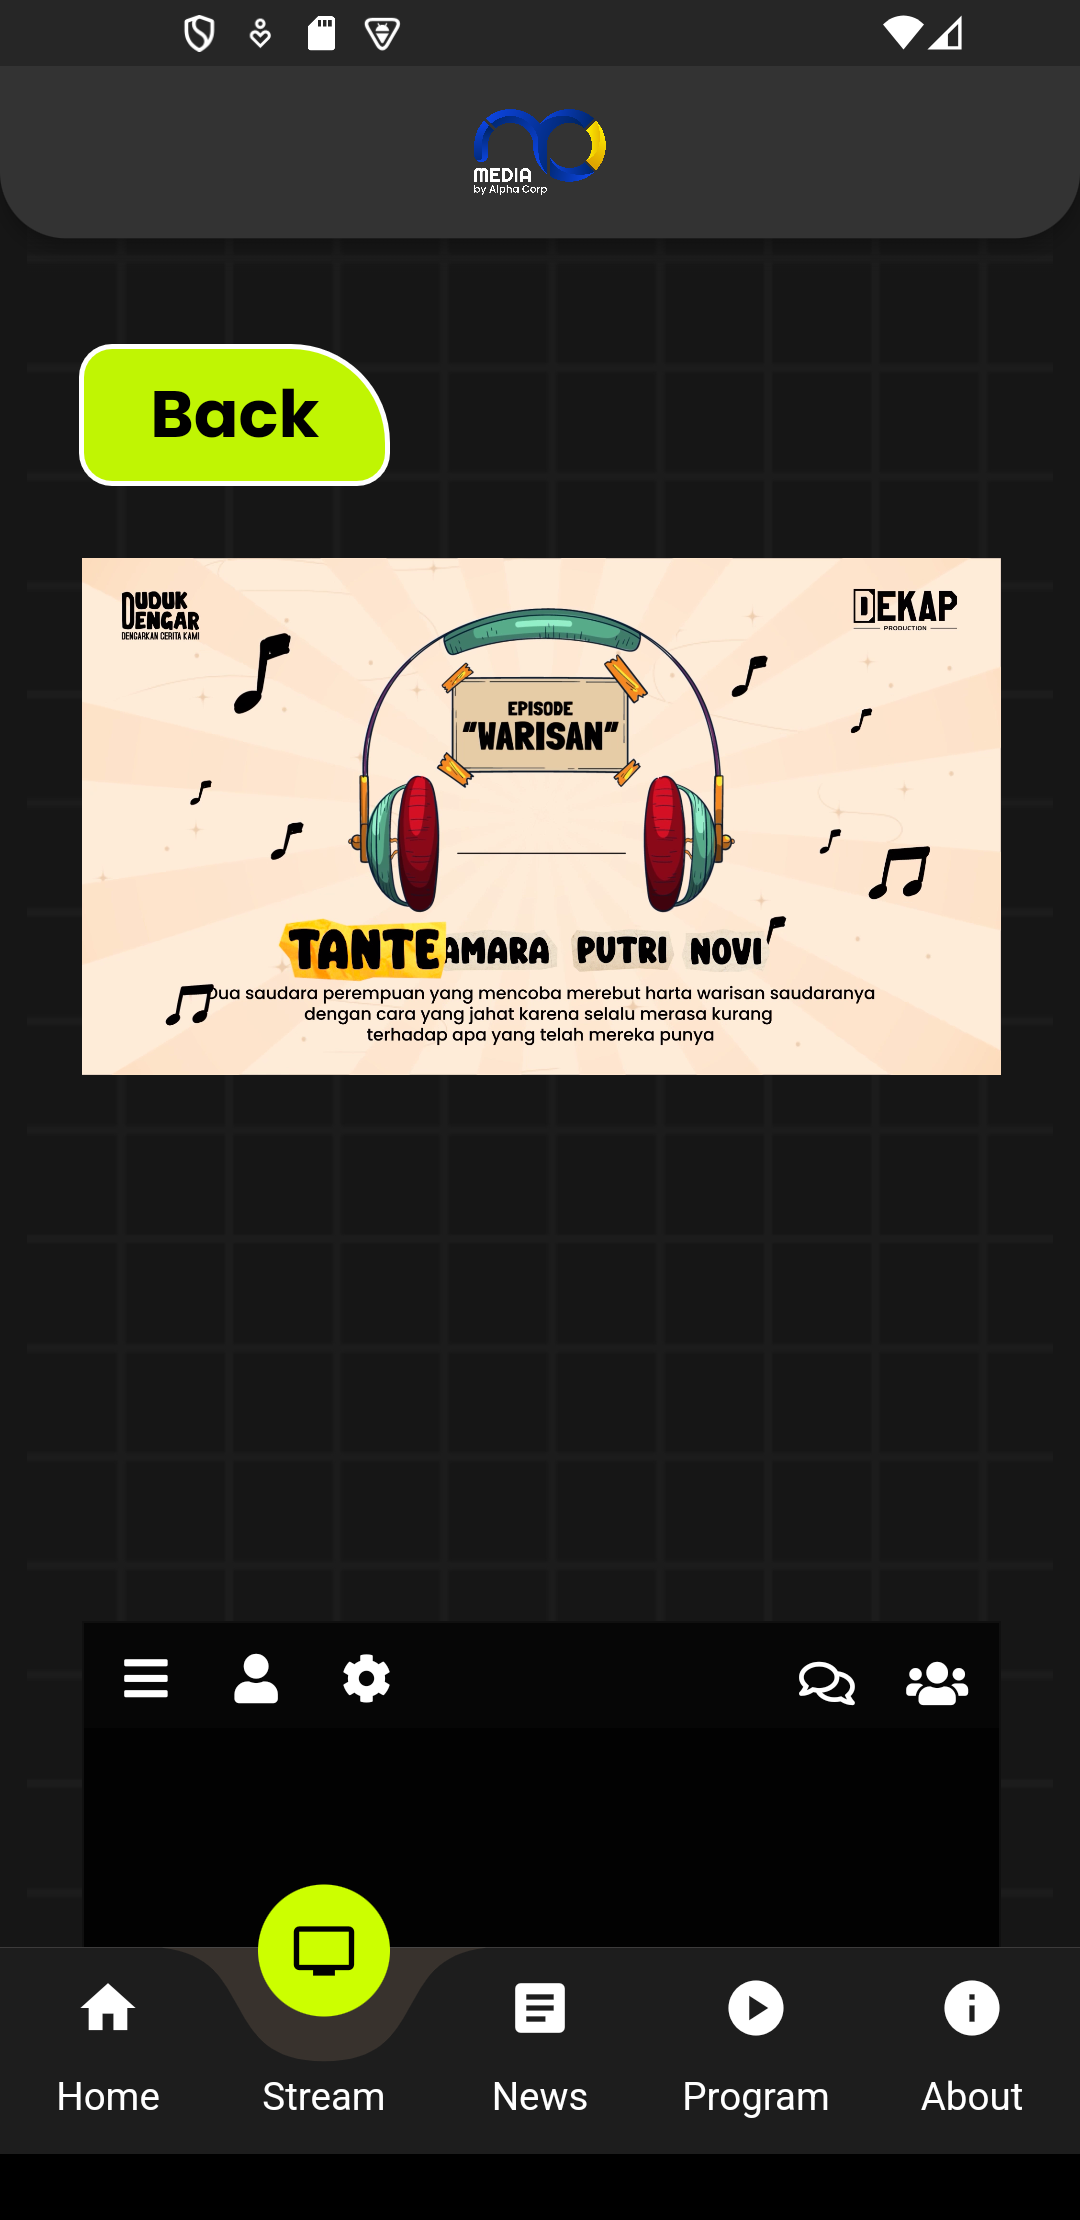 MEDIA
by Alpha Corp
Back
DUDUK
DENGAR
DENGARKAN CERITA KAMI
DEKAP
PRODUCTION
EPISODE
"WARISAN"
TANTE AMARA PUTRI NOVI
Dua saudara perempuan yang mencoba merebut harta warisan saudaranya
dengan cara yang jahat karena selalu merasa kurang
terhadap apa yang telah mereka punya
Home Stream News Program About